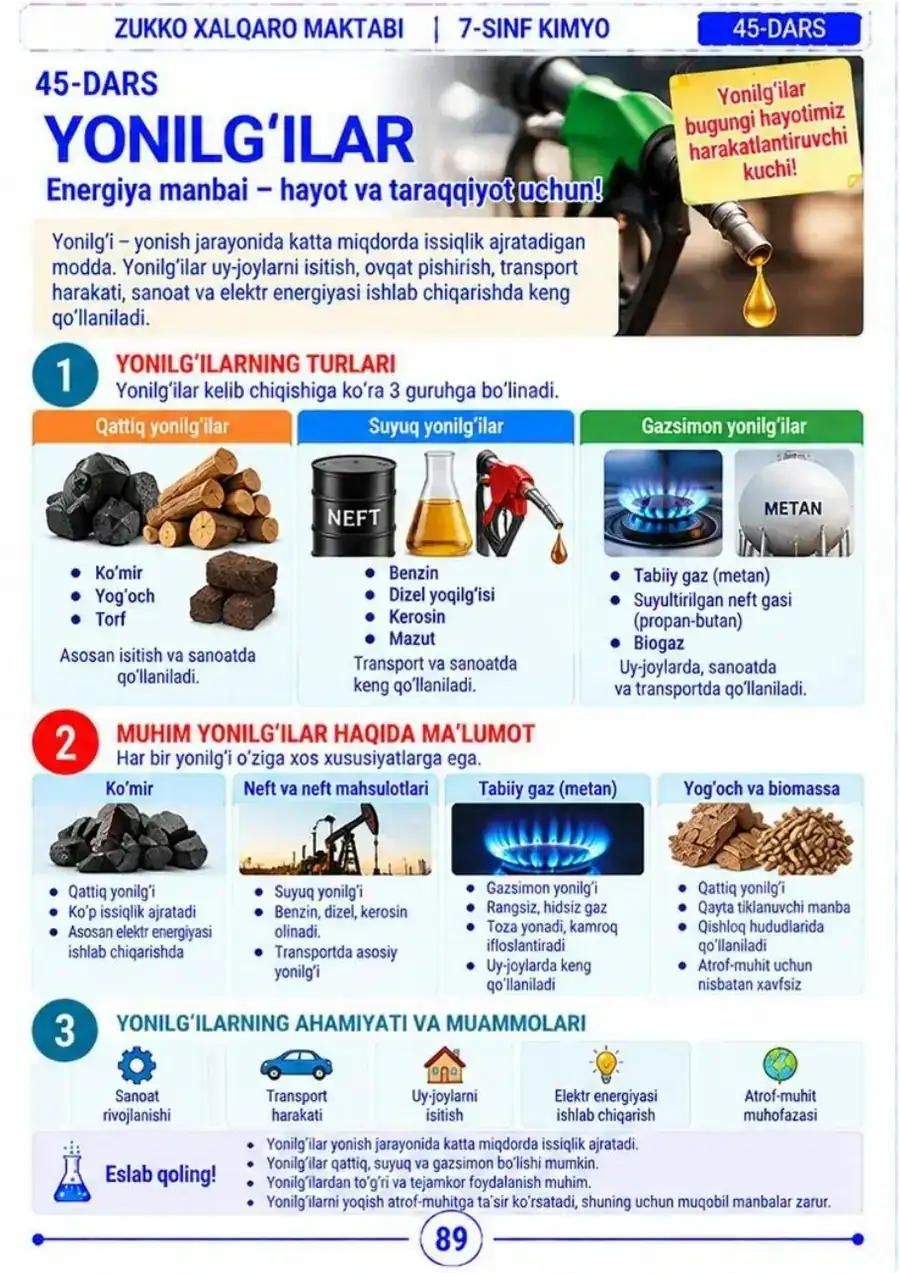 ZUKKO XALQARO MAKTABI | 7-SINF KIMYO
45-DARS
45-DARS
YONILG‘ILAR
Energiya manbai – hayot va taraqqiyot uchun!
Yonilg‘ilar
bugungi hayotimiz
harakatlantiruvchi
kuchi!
Yonilg‘i – yonish jarayonida katta miqdorda issiqlik ajratadigan
modda. Yonilg‘ilar uy-joylarni isitish, ovqat pishirish, transport
harakati, sanoat va elektr energiyasi ishlab chiqarishda keng
qo‘llaniladi.
1
YONILG‘ILARNING TURLARI
Yonilg‘ilar kelib chiqishiga ko‘ra 3 guruhga bo‘linadi.
Qattiq yonilg‘ilar
• Ko‘mir
• Yog‘och
• Torf
Asosan isitish va sanoatda
qo‘llaniladi.
Suyuq yonilg‘ilar
NEFT
• Benzin
• Dizel yoqilg‘isi
• Kerosin
• Mazut
Transport va sanoatda
keng qo‘llaniladi.
Gazsimon yonilg‘ilar
METAN
• Tabiiy gaz (metan)
• Suyultirilgan neft gasi
(propan-butan)
• Biogaz
Uy-joylarda, sanoatda
va transportda qo‘llaniladi.
2
MUHIM YONILG‘ILAR HAQIDA MA’LUMOT
Har bir yonilg‘i o‘ziga xos xususiyatlarga ega.
Ko‘mir
• Qattiq yonilg‘i
• Ko‘p issiqlik ajratadi
• Asosan elektr energiyasi
ishlab chiqarishda
Neft va neft mahsulotlari
• Suyuq yonilg‘i
• Benzin, dizel, kerosin
olinadi.
• Transportda asosiy
yonilg‘i
Tabiiy gaz (metan)
• Gazsimon yonilg‘i
• Rangsiz, hidsiz gaz
• Toza yonadi, kamroq
ifloslantiradi
• Uy-joylarda keng
qo‘llaniladi
Yog‘och va biomassa
• Qattiq yonilg‘i
• Qayta tiklanuvchi manba
• Qishloq hududlarida
qo‘llaniladi
• Atrof-muhit uchun
nisbatan xavfsiz
3
YONILG‘ILARNING AHAMIYATI VA MUAMMOLARI
Sanoat
rivojlanishi
Transport
harakati
Uy-joylarni
isitish
Elektr energiyasi
ishlab chiqarish
Atrof-muhit
muhofazasi
Eslab qoling!
• Yonilg‘ilar yonish jarayonida katta miqdorda issiqlik ajratadi.
• Yonilg‘ilar qattiq, suyuq va gazsimon bo‘lishi mumkin.
• Yonilg‘ilardan to‘g‘ri va tejamkor foydalanish muhim.
• Yonilg‘ilarni yoqish atrof-muhitga ta’sir ko‘rsatadi, shuning uchun muqobil manbalar zarur.
89